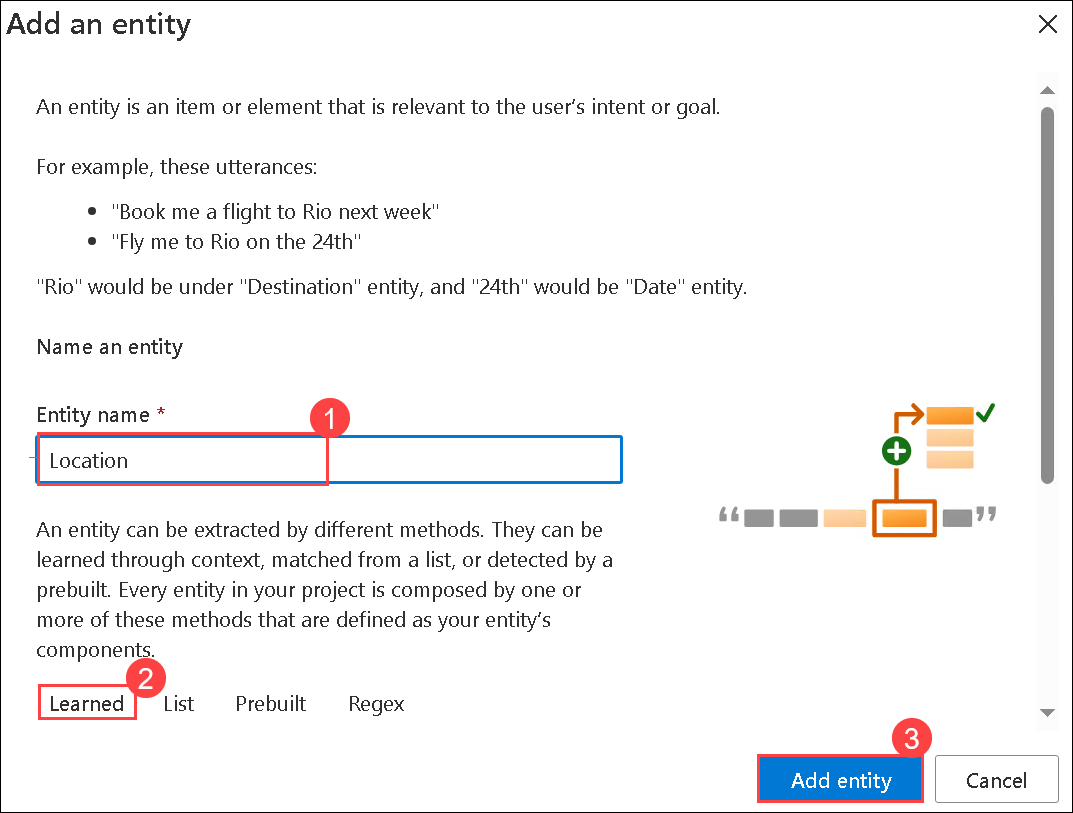 Add an entity
An entity is an item or element that is relevant to the user’s intent or goal.
For example, these utterances:
• "Book me a flight to Rio next week"
• "Fly me to Rio on the 24th"
"Rio" would be under "Destination" entity, and "24th" would be "Date" entity.
Name an entity
Entity name *
1
Location
An entity can be extracted by different methods. They can be
learned through context, matched from a list, or detected by a
prebuilt. Every entity in your project is composed by one or
more of these methods that are defined as your entity’s
components.
2
Learned List Prebuilt Regex
3
Add entity Cancel